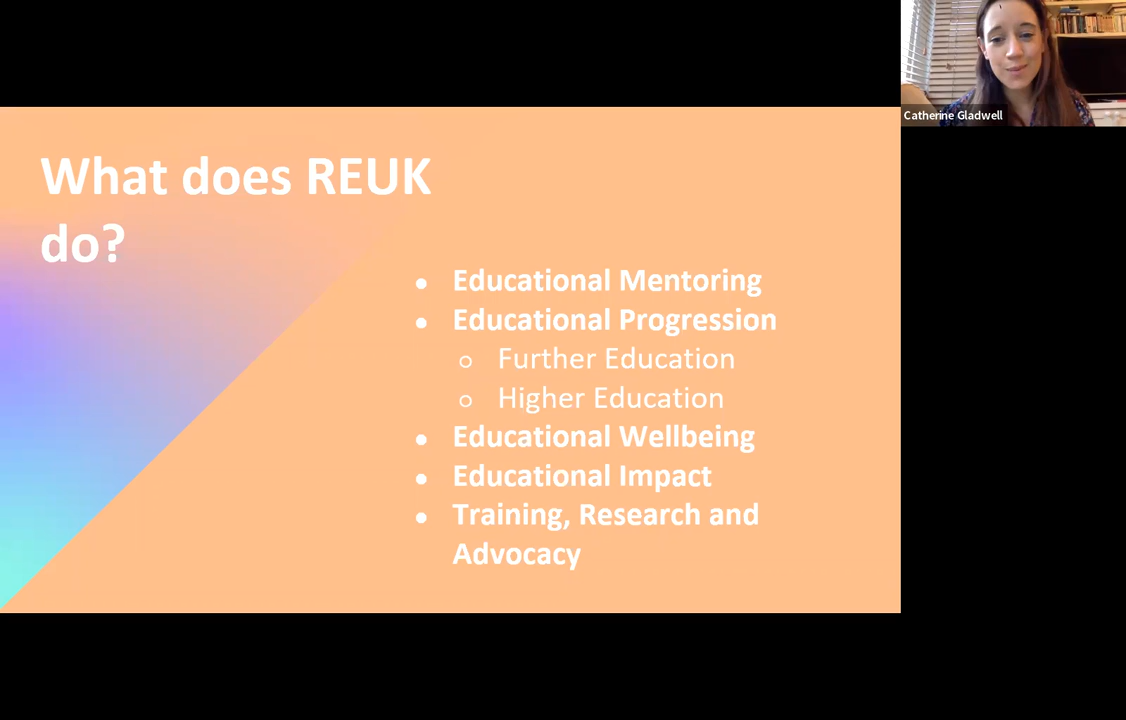 What does REUK
do?
● Educational Mentoring
● Educational Progression
○ Further Education
○ Higher Education
● Educational Wellbeing
● Educational Impact
● Training, Research and
Advocacy
Catherine Gladwell